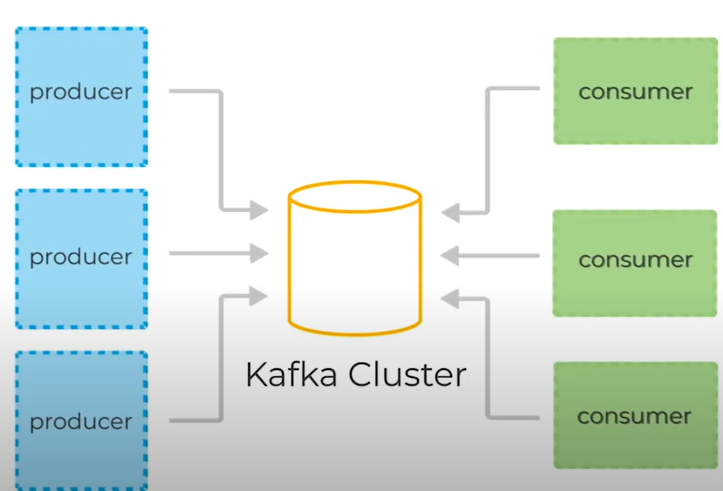 producer
consumer
producer
consumer
Kafka Cluster
producer
consumer